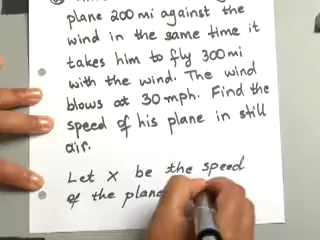 plane 200 mi against the
wind in the same time it
takes him to fly 300 mi
with the wind. The wind
blows at 30 mph. Find the
speed of his plane in still
air.
Let x be the speed
of the plane